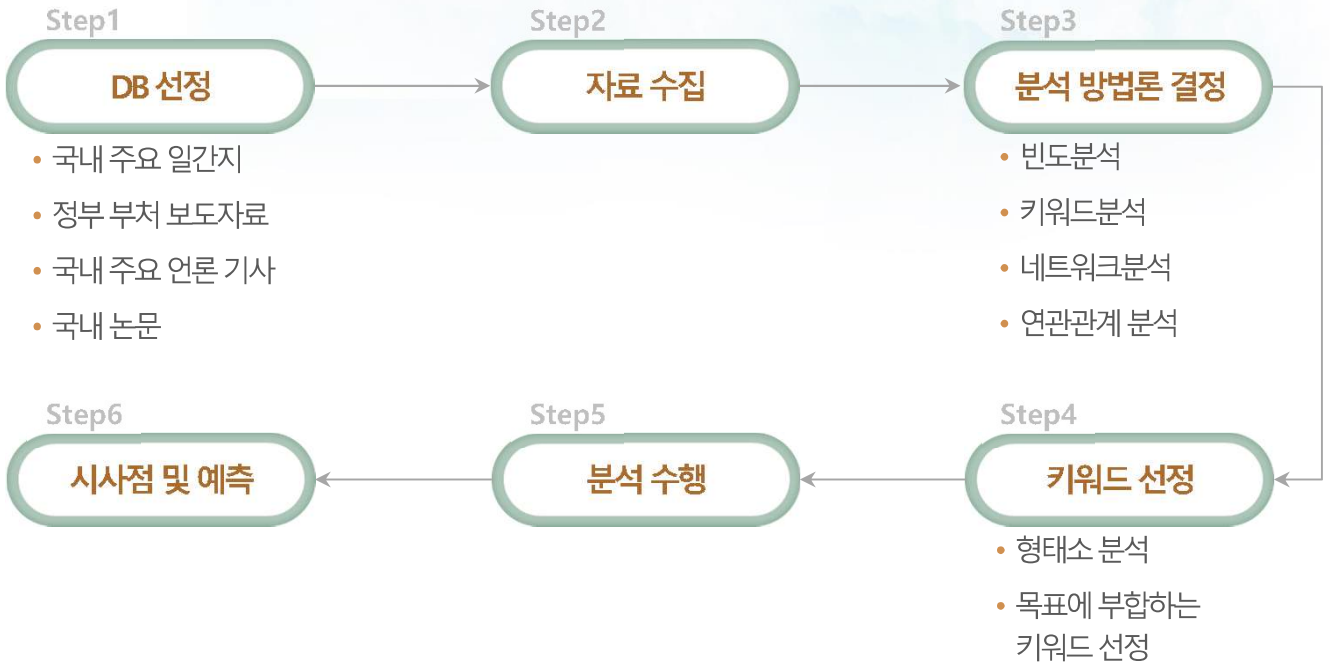 Step1
DB 선정
• 국내 주요 일간지
• 정부 부처 보도자료
• 국내 주요 언론 기사
• 국내 논문
Step2
자료 수집
Step3
분석 방법론 결정
• 빈도분석
• 키워드분석
• 네트워크분석
• 연관관계 분석
Step4
키워드 선정
• 형태소 분석
• 목표에 부합하는
키워드 선정
Step5
분석 수행
Step6
시사점 및 예측